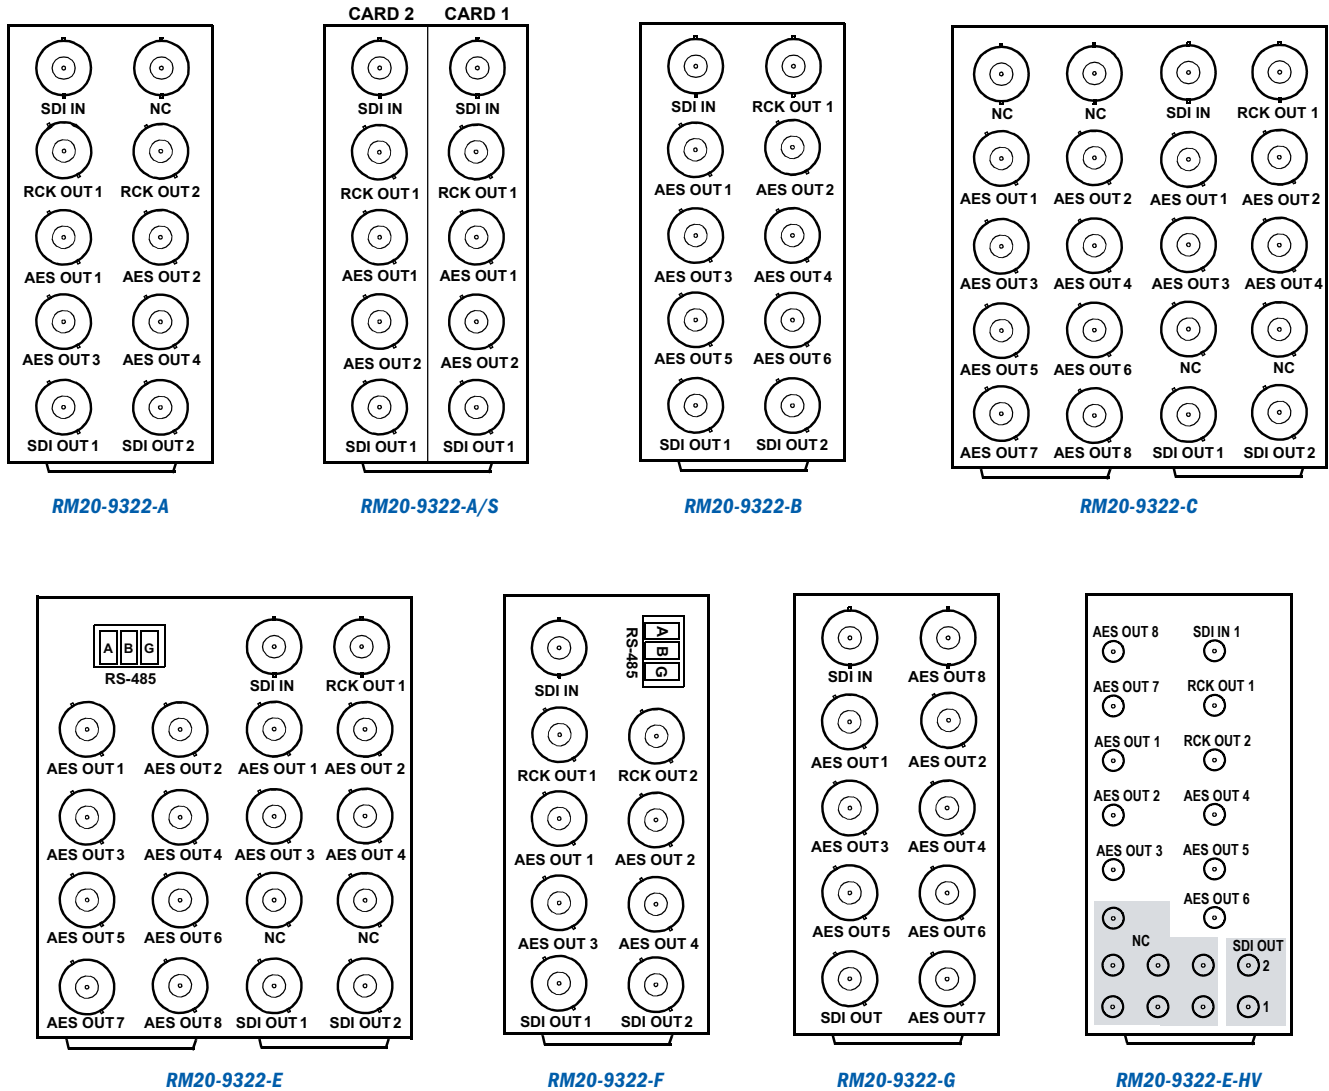 CARD 2 CARD 1
SDI IN NC
RCK OUT 1 RCK OUT 2
AES OUT 1 AES OUT 2
AES OUT 3 AES OUT 4
SDI OUT 1 SDI OUT 2
RM20-9322-A
SDI IN SDI IN
RCK OUT 1 RCK OUT 1
AES OUT 1 AES OUT 1
AES OUT 2 AES OUT 2
SDI OUT 1 SDI OUT 1
RM20-9322-A/S
SDI IN RCK OUT 1
AES OUT 1 AES OUT 2
AES OUT 3 AES OUT 4
AES OUT 5 AES OUT 6
SDI OUT 1 SDI OUT 2
RM20-9322-B
NC NC SDI IN RCK OUT 1
AES OUT 1 AES OUT 2 AES OUT 1 AES OUT 2
AES OUT 3 AES OUT 4 AES OUT 3 AES OUT 4
AES OUT 5 AES OUT 6 NC NC
AES OUT 7 AES OUT 8 SDI OUT 1 SDI OUT 2
RM20-9322-C
A B G
RS-485 SDI IN RCK OUT 1
AES OUT 1 AES OUT 2 AES OUT 1 AES OUT 2
AES OUT 3 AES OUT 4 AES OUT 3 AES OUT 4
AES OUT 5 AES OUT 6 NC NC
AES OUT 7 AES OUT 8 SDI OUT 1 SDI OUT 2
RM20-9322-E
RS-485
A B G
SDI IN
RCK OUT 1 RCK OUT 2
AES OUT 1 AES OUT 2
AES OUT 3 AES OUT 4
SDI OUT 1 SDI OUT 2
RM20-9322-F
SDI IN AES OUT 8
AES OUT 1 AES OUT 2
AES OUT 3 AES OUT 4
AES OUT 5 AES OUT 6
SDI OUT AES OUT 7
RM20-9322-G
AES OUT 8 SDI IN 1
AES OUT 7 RCK OUT 1
AES OUT 1 RCK OUT 2
AES OUT 2 AES OUT 4
AES OUT 3 AES OUT 5
AES OUT 6
NC SDI OUT
2
1
RM20-9322-E-HV